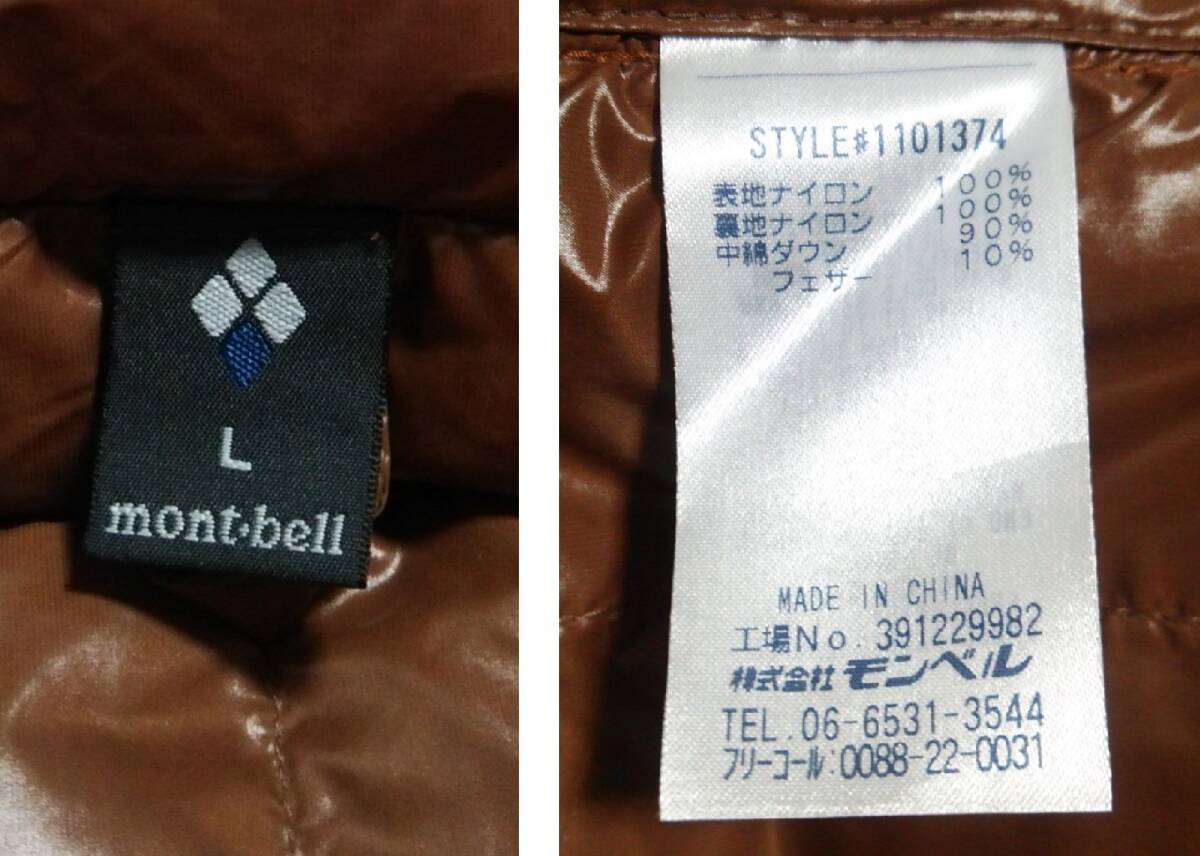 L
mont·bell
STYLE#1101374
表地ナイロン 100%
裏地ナイロン 100%
中綿ダウン 90%
フェザー 10%
MADE IN CHINA
工場No. 391229982
株式会社 モンベル
TEL. 06-6531-3544
フリーコール:0088-22-0031